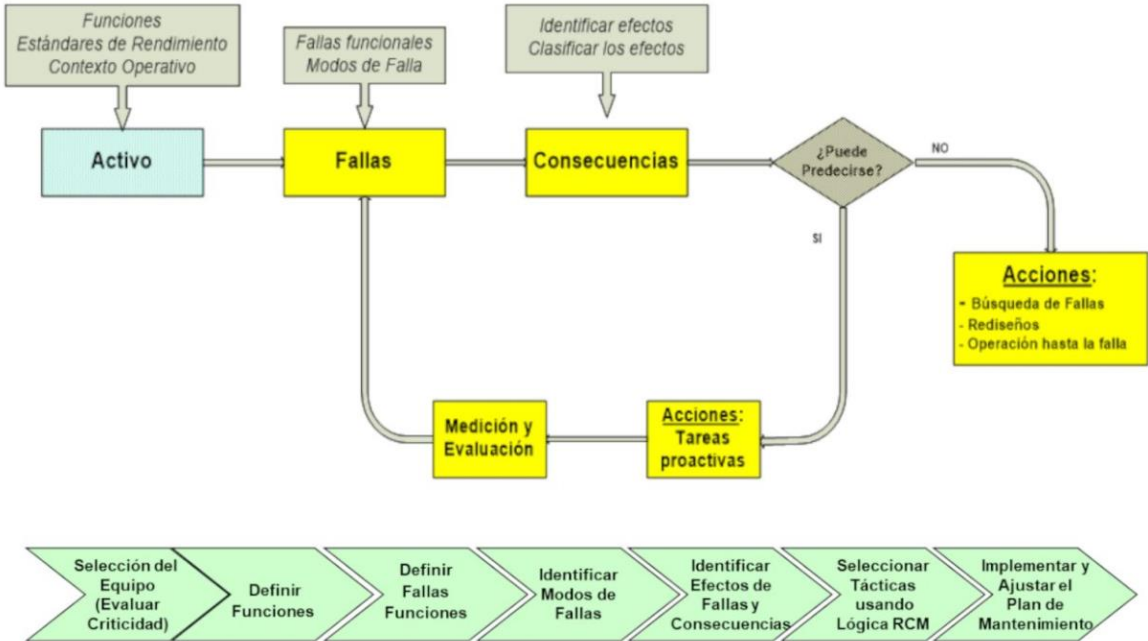 Funciones
Estándares de Rendimiento
Contexto Operativo
Fallas funcionales
Modos de Falla
Identificar efectos
Clasificar los efectos
Activo
Fallas
Consecuencias
¿Puede
Predecirse?
NO
SI
Acciones:
- Búsqueda de Fallas
- Rediseños
- Operación hasta la falla
Medición y
Evaluación
Acciones:
Tareas
proactivas
Selección del
Equipo
(Evaluar
Criticidad)
Definir
Funciones
Definir
Fallas
Funciones
Identificar
Modos de
Fallas
Identificar
Efectos de
Fallas y
Consecuencias
Seleccionar
Tácticas
usando
Lógica RCM
Implementar y
Ajustar el
Plan de
Mantenimiento